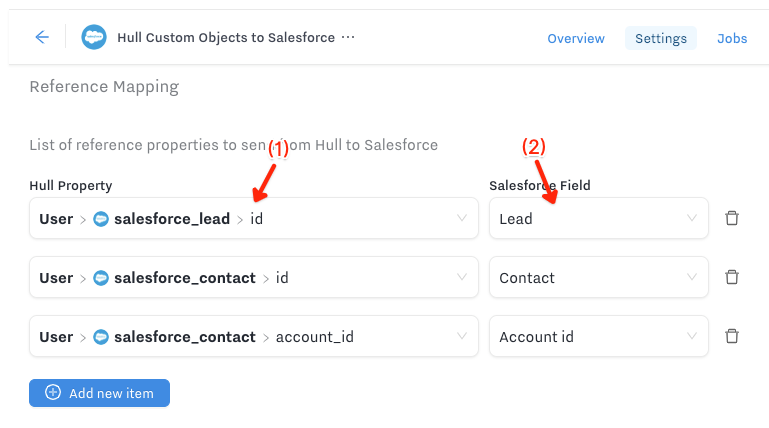 Hull Custom Objects to Salesforce ···
Overview Settings Jobs
Reference Mapping
List of reference properties to send from Hull to Salesforce
(1)
(2)
Hull Property
Salesforce Field
User > salesforce_lead > id
Lead
User > salesforce_contact > id
Contact
User > salesforce_contact > account_id
Account id
Add new item